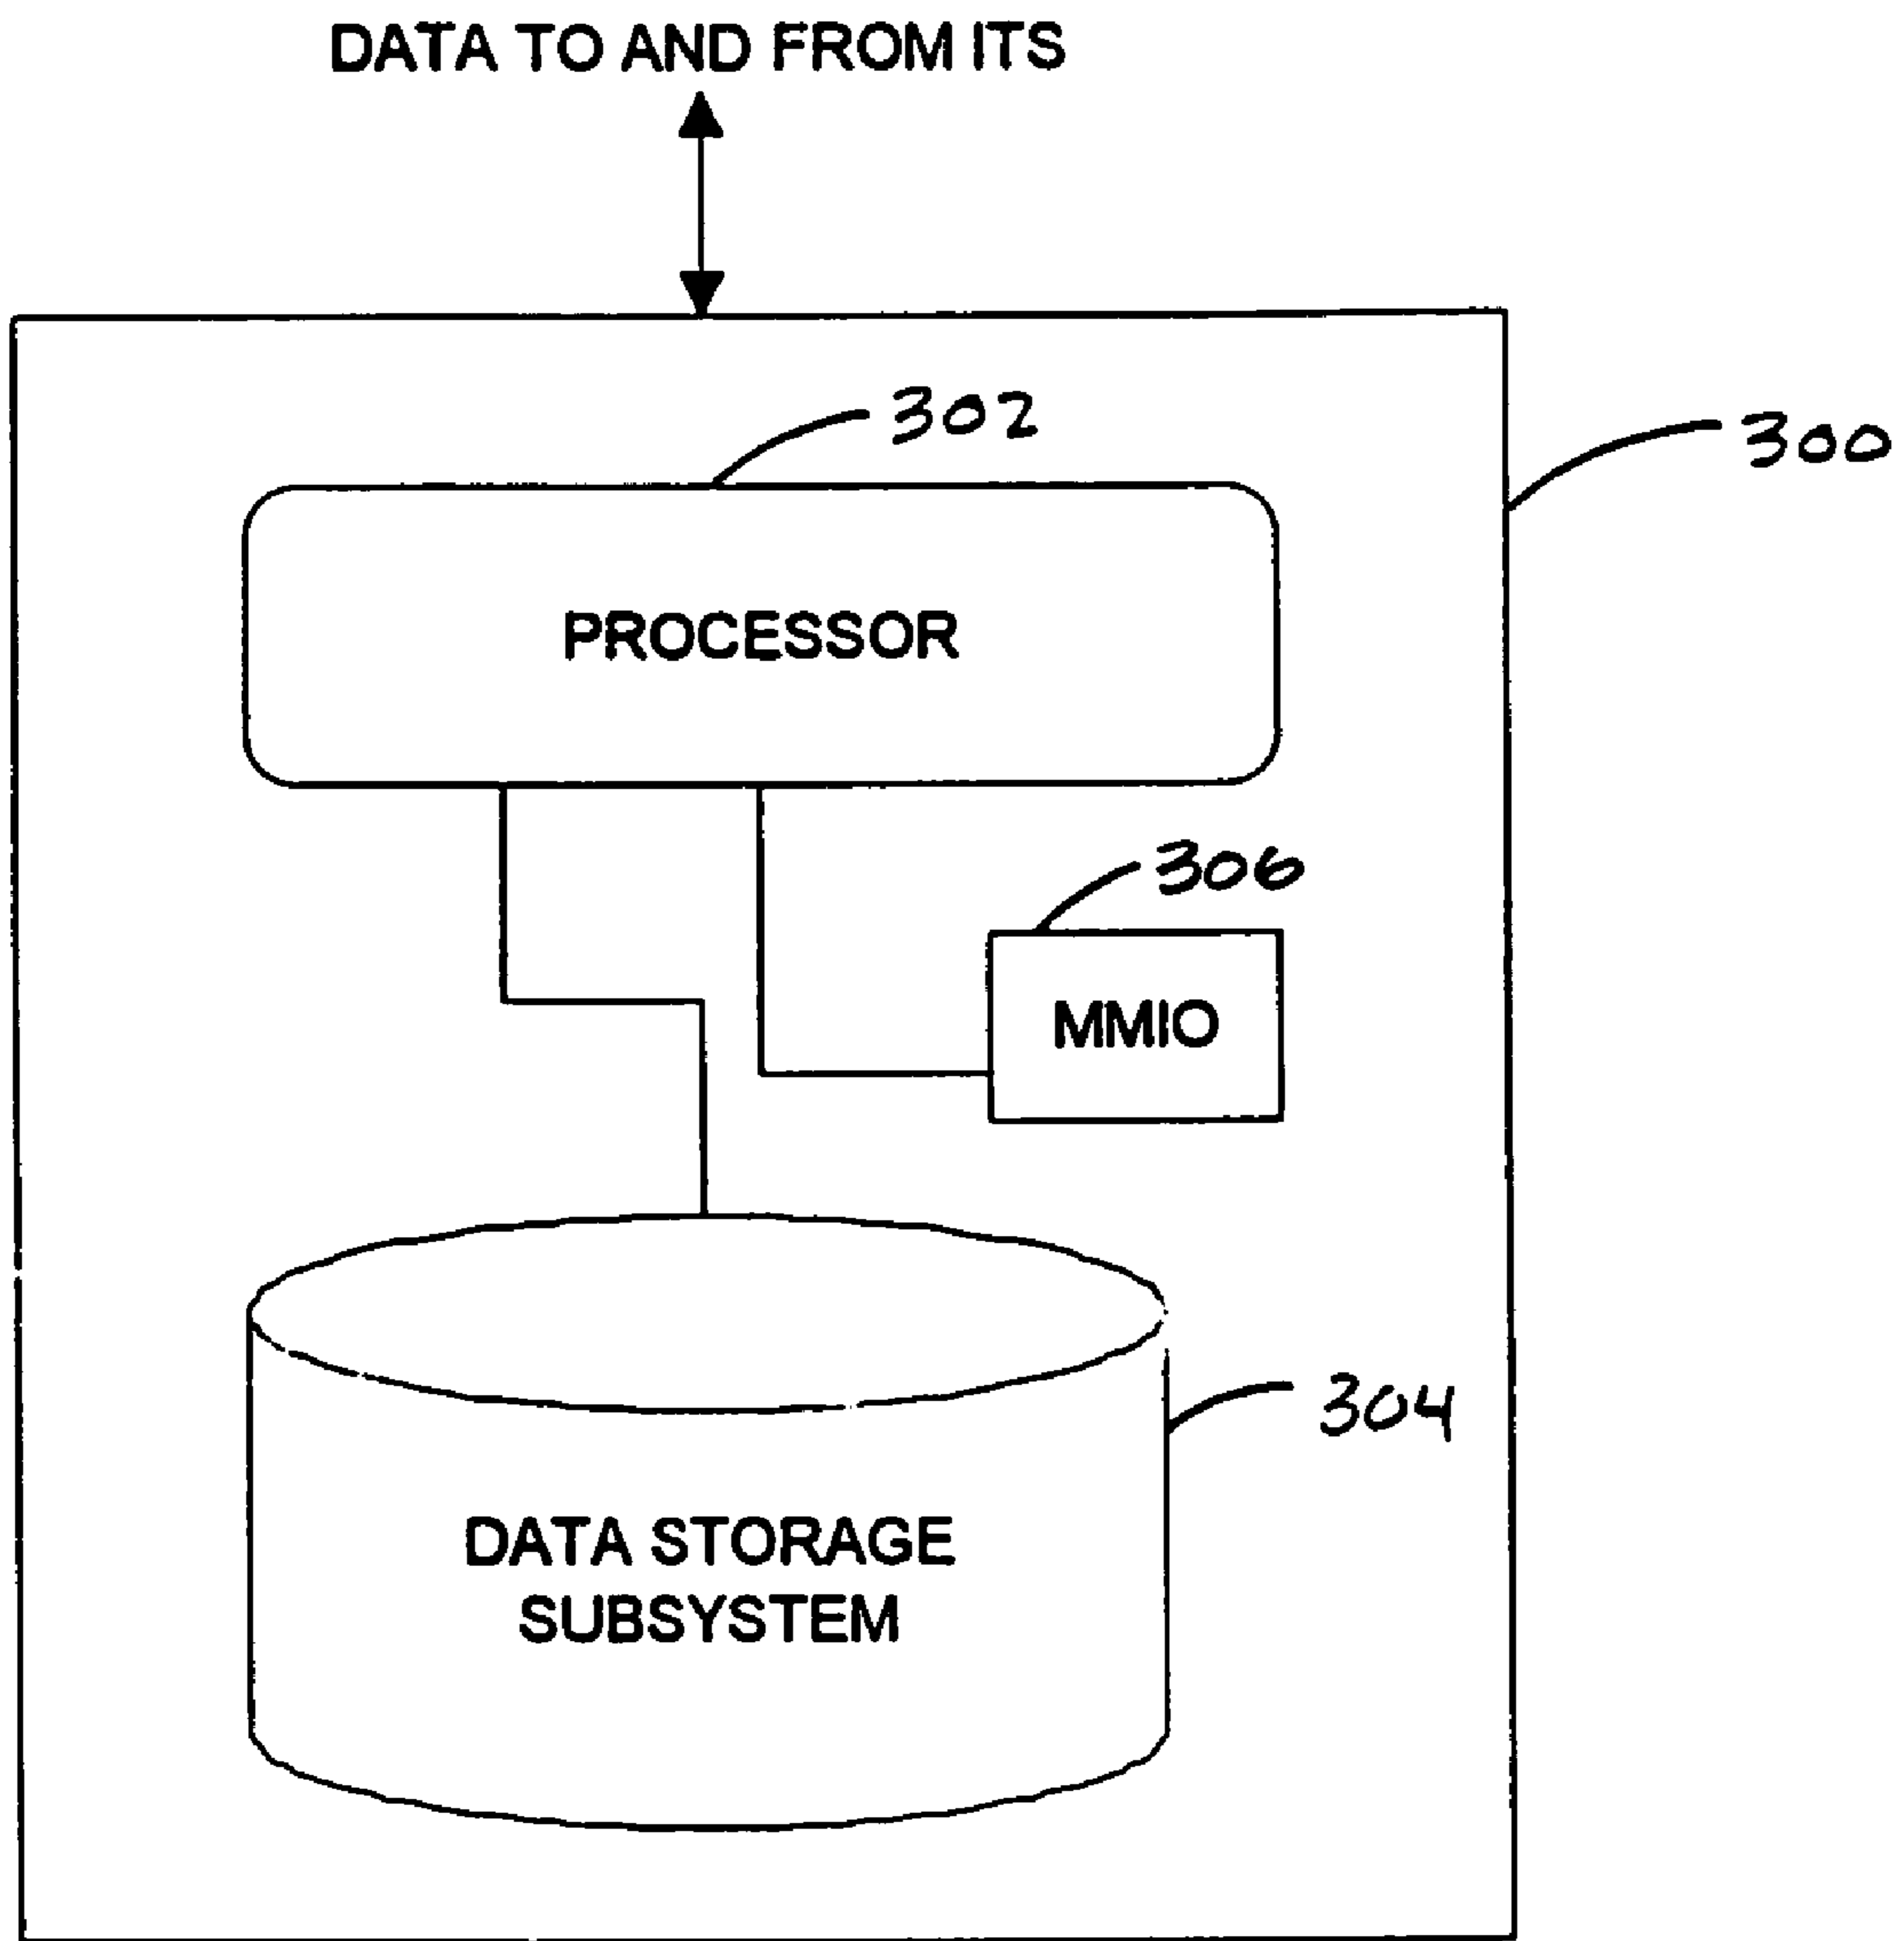 DATA TO AND FROM ITS
302
300
PROCESSOR
306
MMIO
304
DATA STORAGE
SUBSYSTEM